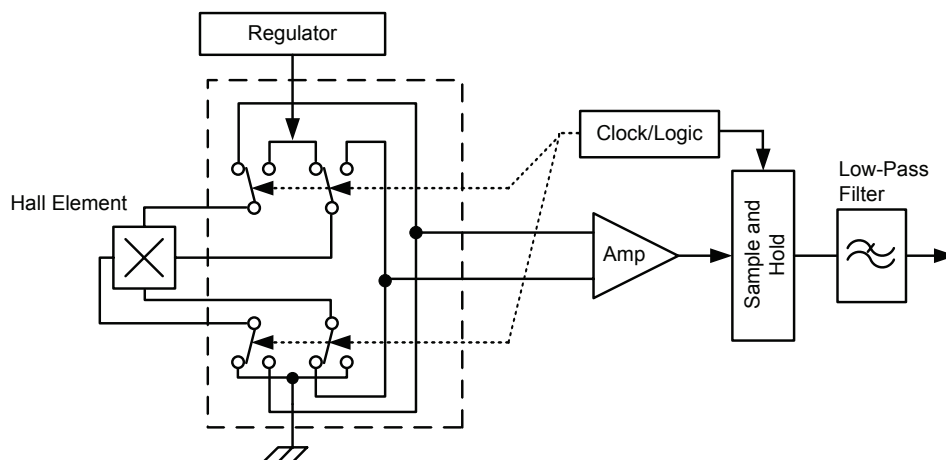 Regulator
Clock/Logic
Low-Pass
Filter
Hall Element
Amp
Sample and
Hold